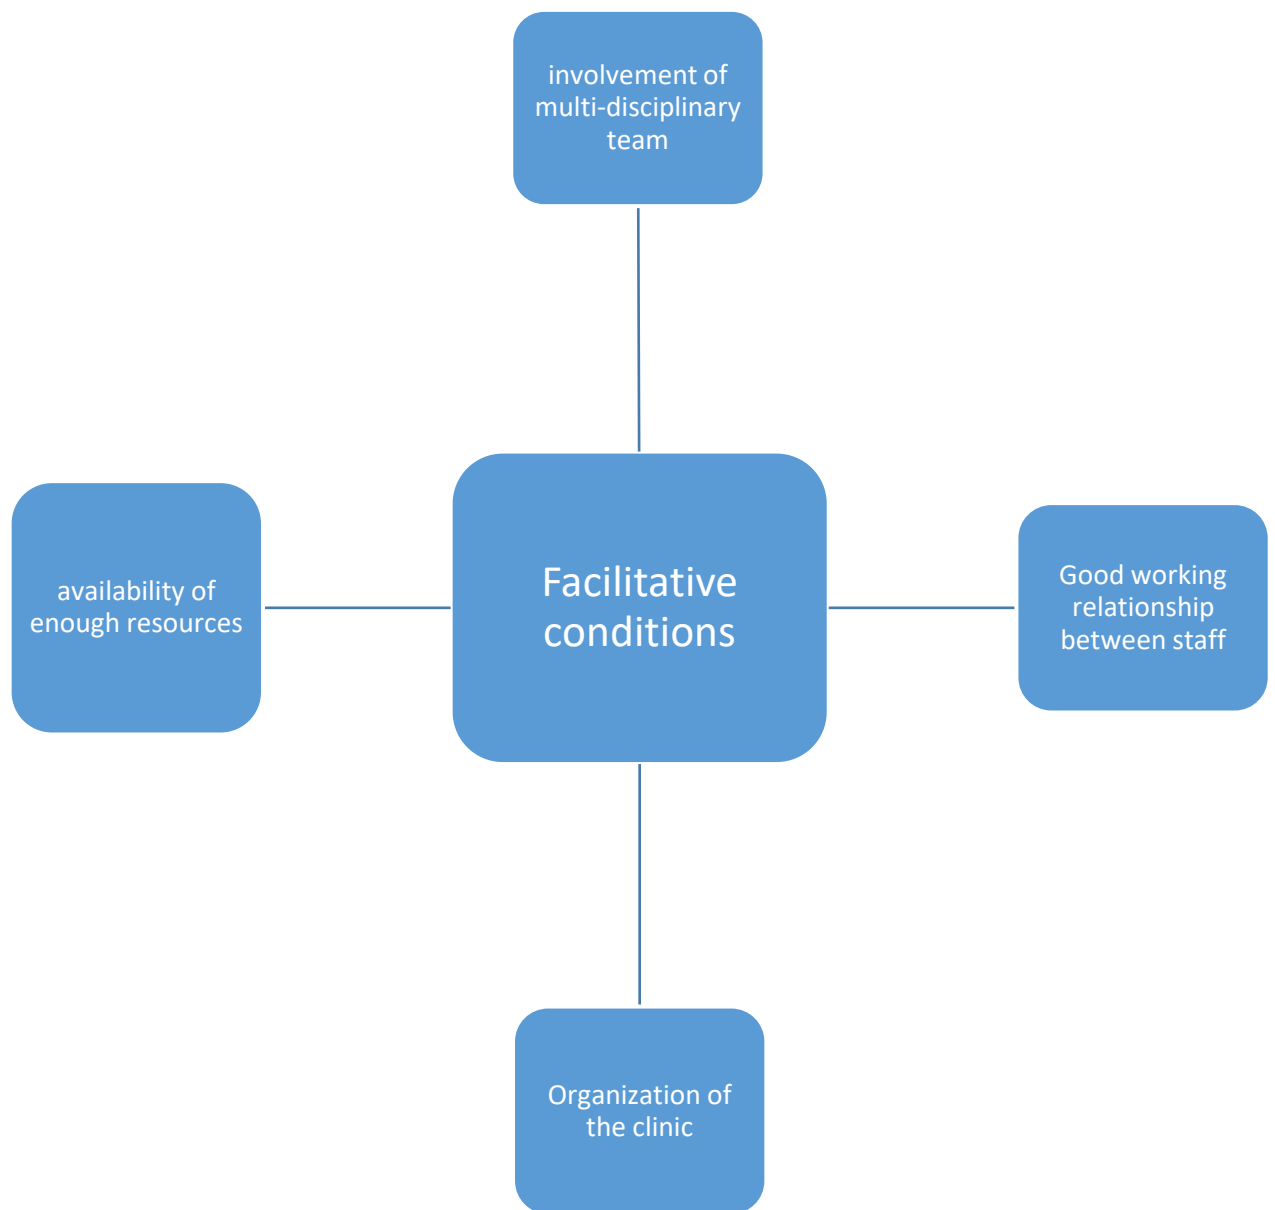 involvement of
multi-disciplinary
team
availability of
enough resources
Facilitative
conditions
Good working
relationship
between staff
Organization of
the clinic